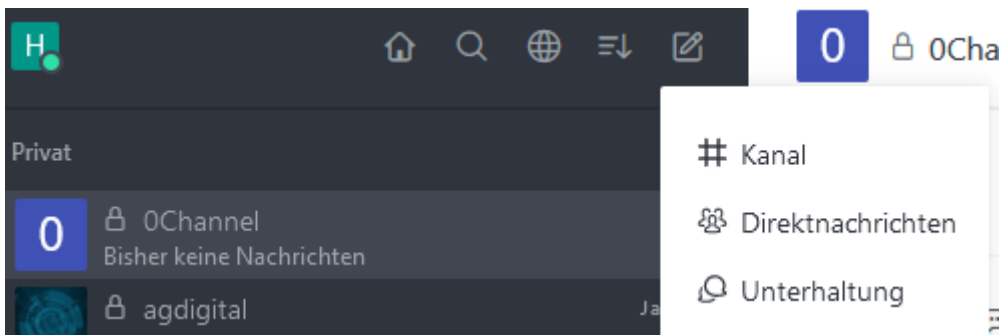 H
0
0Cha
Privat
Kanal
0
0Channel
Direktnachrichten
Bisher keine Nachrichten
agdigital
Ja
Unterhaltung